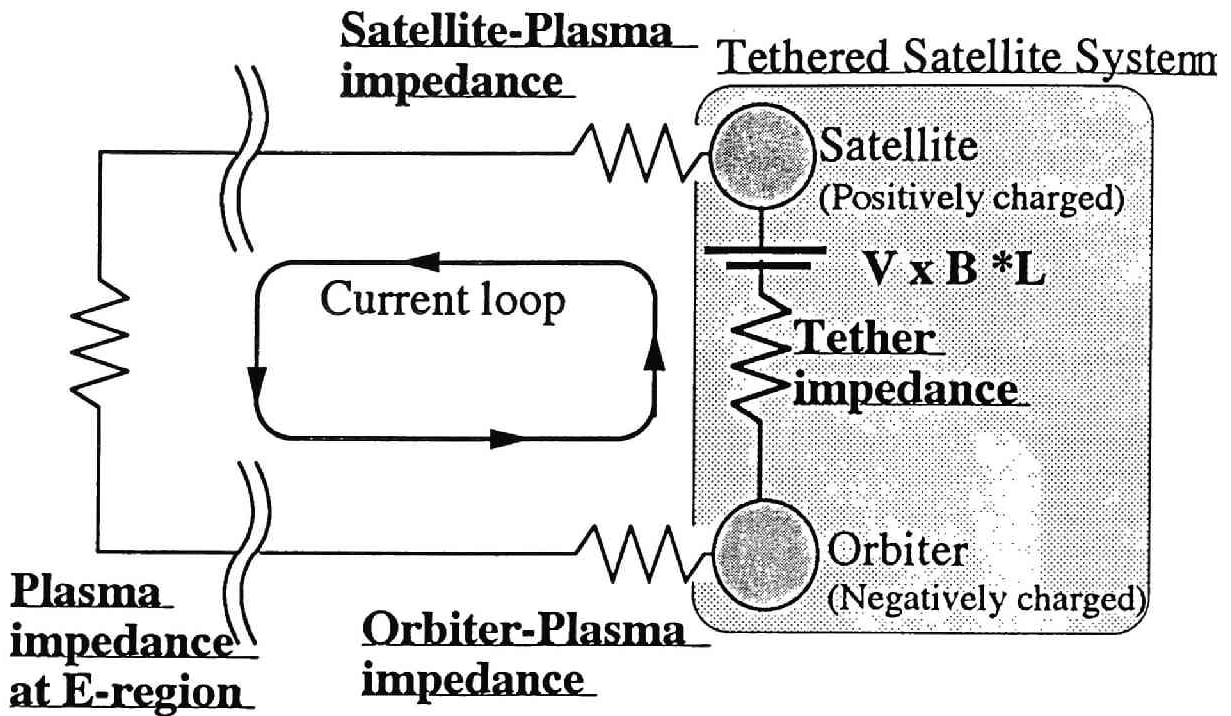 Satellite-Plasma
impedance
Tethered Satellite System
Satellite
(Positively charged)
V x B *L
Current loop
Tether
impedance
Orbiter
(Negatively charged)
Plasma
impedance
at E-region
Orbiter-Plasma
impedance